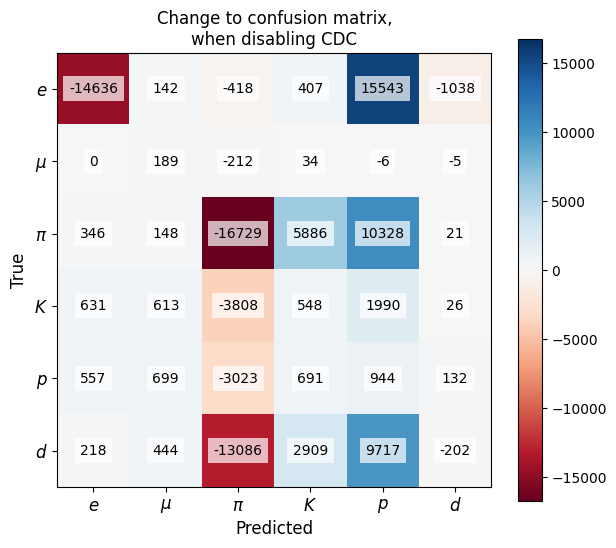 Change to confusion matrix,
when disabling CDC
e -14636 142 -418 407 15543 -1038
μ 0 189 -212 34 -6 -5
π 346 148 -16729 5886 10328 21
K 631 613 -3808 548 1990 26
p 557 699 -3023 691 944 132
d 218 444 -13086 2909 9717 -202
e μ π K p d
Predicted
True
15000
10000
5000
0
−5000
−10000
−15000